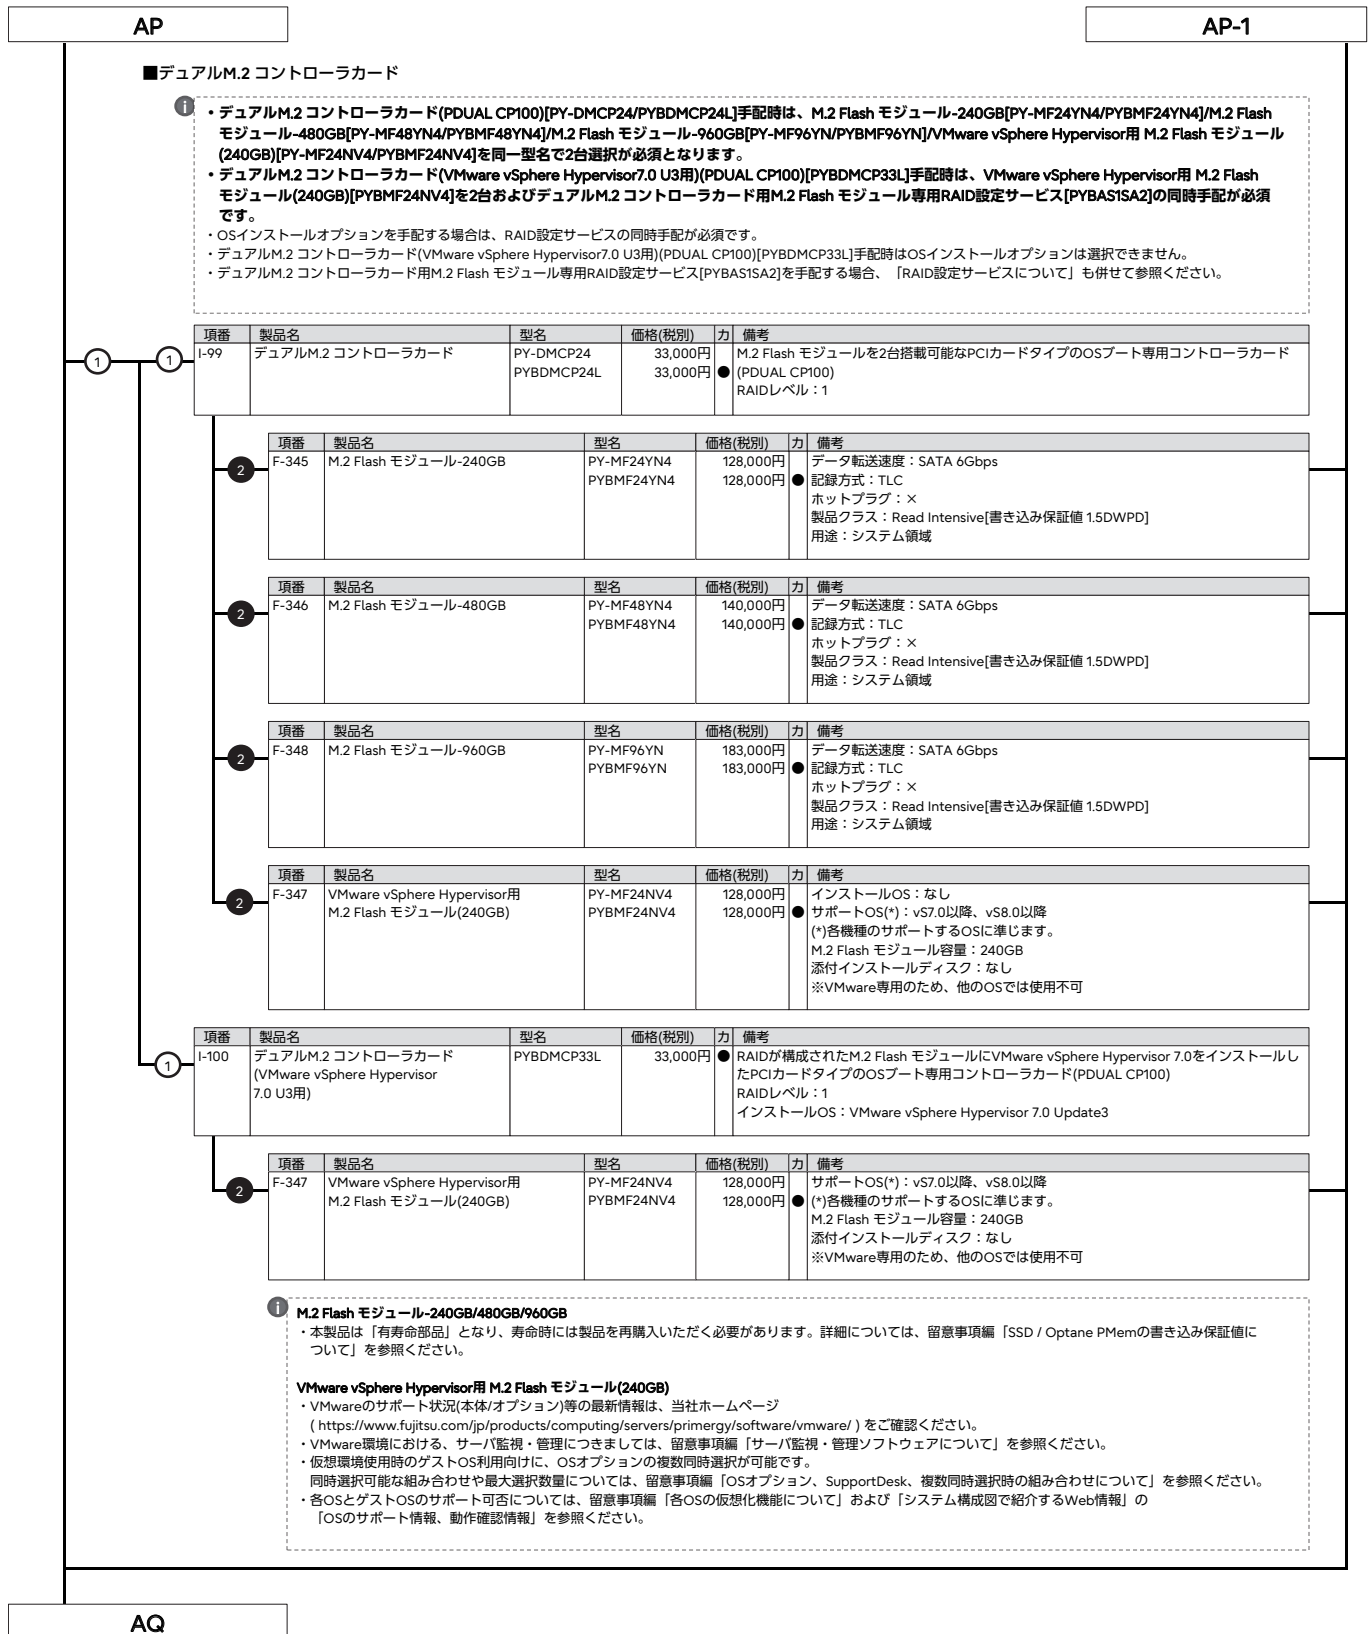 AP
AP-1
■デュアルM.2 コントローラカード
i
・デュアルM.2 コントローラカード(PDUAL CP100)[PY-DMCP24/PYBDMCP24L]手配時は、M.2 Flash モジュール-240GB[PY-MF24YN4/PYBMF24YN4]/M.2 Flash
モジュール-480GB[PY-MF48YN4/PYBMF48YN4]/M.2 Flash モジュール-960GB[PY-MF96YN/PYBMF96YN]/VMware vSphere Hypervisor用 M.2 Flash モジュール
(240GB)[PY-MF24NV4/PYBMF24NV4]を同一型名で2台選択が必須となります。
・デュアルM.2 コントローラカード(VMware vSphere Hypervisor7.0 U3用)(PDUAL CP100)[PYBDMCP33L]手配時は、VMware vSphere Hypervisor用 M.2 Flash
モジュール(240GB)[PYBMF24NV4]を2台およびデュアルM.2 コントローラカード用M.2 Flash モジュール専用RAID設定サービス[PYBAS1SA2]の同時手配が必須
です。
・OSインストールオプションを手配する場合は、RAID設定サービスの同時手配が必須です。
・デュアルM.2 コントローラカード(VMware vSphere Hypervisor7.0 U3用)(PDUAL CP100)[PYBDMCP33L]手配時はOSインストールオプションは選択できません。
・デュアルM.2 コントローラカード用M.2 Flash モジュール専用RAID設定サービス[PYBAS1SA2]を手配する場合、「RAID設定サービスについて」も併せて参照ください。
項番 製品名 型名 価格(税別) カ 備考
1 1 I-99 デュアルM.2 コントローラカード PY-DMCP24 33,000円 M.2 Flash モジュールを2台搭載可能なPCIカードタイプのOSブート専用コントローラカード
PYBDMCP24L 33,000円 ● (PDUAL CP100)
RAIDレベル：1
項番 製品名 型名 価格(税別) カ 備考
2 F-345 M.2 Flash モジュール-240GB PY-MF24YN4 128,000円 データ転送速度：SATA 6Gbps
PYBMF24YN4 128,000円 ● 記録方式：TLC
ホットプラグ：×
製品クラス：Read Intensive[書き込み保証値 1.5DWPD]
用途：システム領域
項番 製品名 型名 価格(税別) カ 備考
2 F-346 M.2 Flash モジュール-480GB PY-MF48YN4 140,000円 データ転送速度：SATA 6Gbps
PYBMF48YN4 140,000円 ● 記録方式：TLC
ホットプラグ：×
製品クラス：Read Intensive[書き込み保証値 1.5DWPD]
用途：システム領域
項番 製品名 型名 価格(税別) カ 備考
2 F-348 M.2 Flash モジュール-960GB PY-MF96YN 183,000円 データ転送速度：SATA 6Gbps
PYBMF96YN 183,000円 ● 記録方式：TLC
ホットプラグ：×
製品クラス：Read Intensive[書き込み保証値 1.5DWPD]
用途：システム領域
項番 製品名 型名 価格(税別) カ 備考
2 F-347 VMware vSphere Hypervisor用 PY-MF24NV4 128,000円 インストールOS：なし
M.2 Flash モジュール(240GB) PYBMF24NV4 128,000円 ● サポートOS(*)：vS7.0以降、vS8.0以降
(*)各機種のサポートするOSに準じます。
M.2 Flash モジュール容量：240GB
添付インストールディスク：なし
※VMware専用のため、他のOSでは使用不可
項番 製品名 型名 価格(税別) カ 備考
1 I-100 デュアルM.2 コントローラカード PYBDMCP33L 33,000円 ● RAIDが構成されたM.2 Flash モジュールにVMware vSphere Hypervisor 7.0をインストールし
(VMware vSphere Hypervisor たPCIカードタイプのOSブート専用コントローラカード(PDUAL CP100)
7.0 U3用) RAIDレベル：1
インストールOS：VMware vSphere Hypervisor 7.0 Update3
項番 製品名 型名 価格(税別) カ 備考
2 F-347 VMware vSphere Hypervisor用 PY-MF24NV4 128,000円 サポートOS(*)：vS7.0以降、vS8.0以降
M.2 Flash モジュール(240GB) PYBMF24NV4 128,000円 ● (*)各機種のサポートするOSに準じます。
M.2 Flash モジュール容量：240GB
添付インストールディスク：なし
※VMware専用のため、他のOSでは使用不可
i
M.2 Flash モジュール-240GB/480GB/960GB
・本製品は「有寿命部品」となり、寿命時には製品を再購入いただく必要があります。詳細については、留意事項編「SSD / Optane PMemの書き込み保証値に
ついて」を参照ください。
VMware vSphere Hypervisor用 M.2 Flash モジュール(240GB)
・VMwareのサポート状況(本体/オプション)等の最新情報は、当社ホームページ
( https://www.fujitsu.com/jp/products/computing/servers/primergy/software/vmware/ ) をご確認ください。
・VMware環境における、サーバ監視・管理につきましては、留意事項編「サーバ監視・管理ソフトウェアについて」を参照ください。
・仮想環境使用時のゲストOS利用向けに、OSオプションの複数同時選択が可能です。
同時選択可能な組み合わせや最大選択数量については、留意事項編「OSオプション、SupportDesk、複数同時選択時の組み合わせについて」を参照ください。
・各OSとゲストOSのサポート可否については、留意事項編「各OSの仮想化機能について」および「システム構成図で紹介するWeb情報」の
「OSのサポート情報、動作確認情報」を参照ください。
AQ